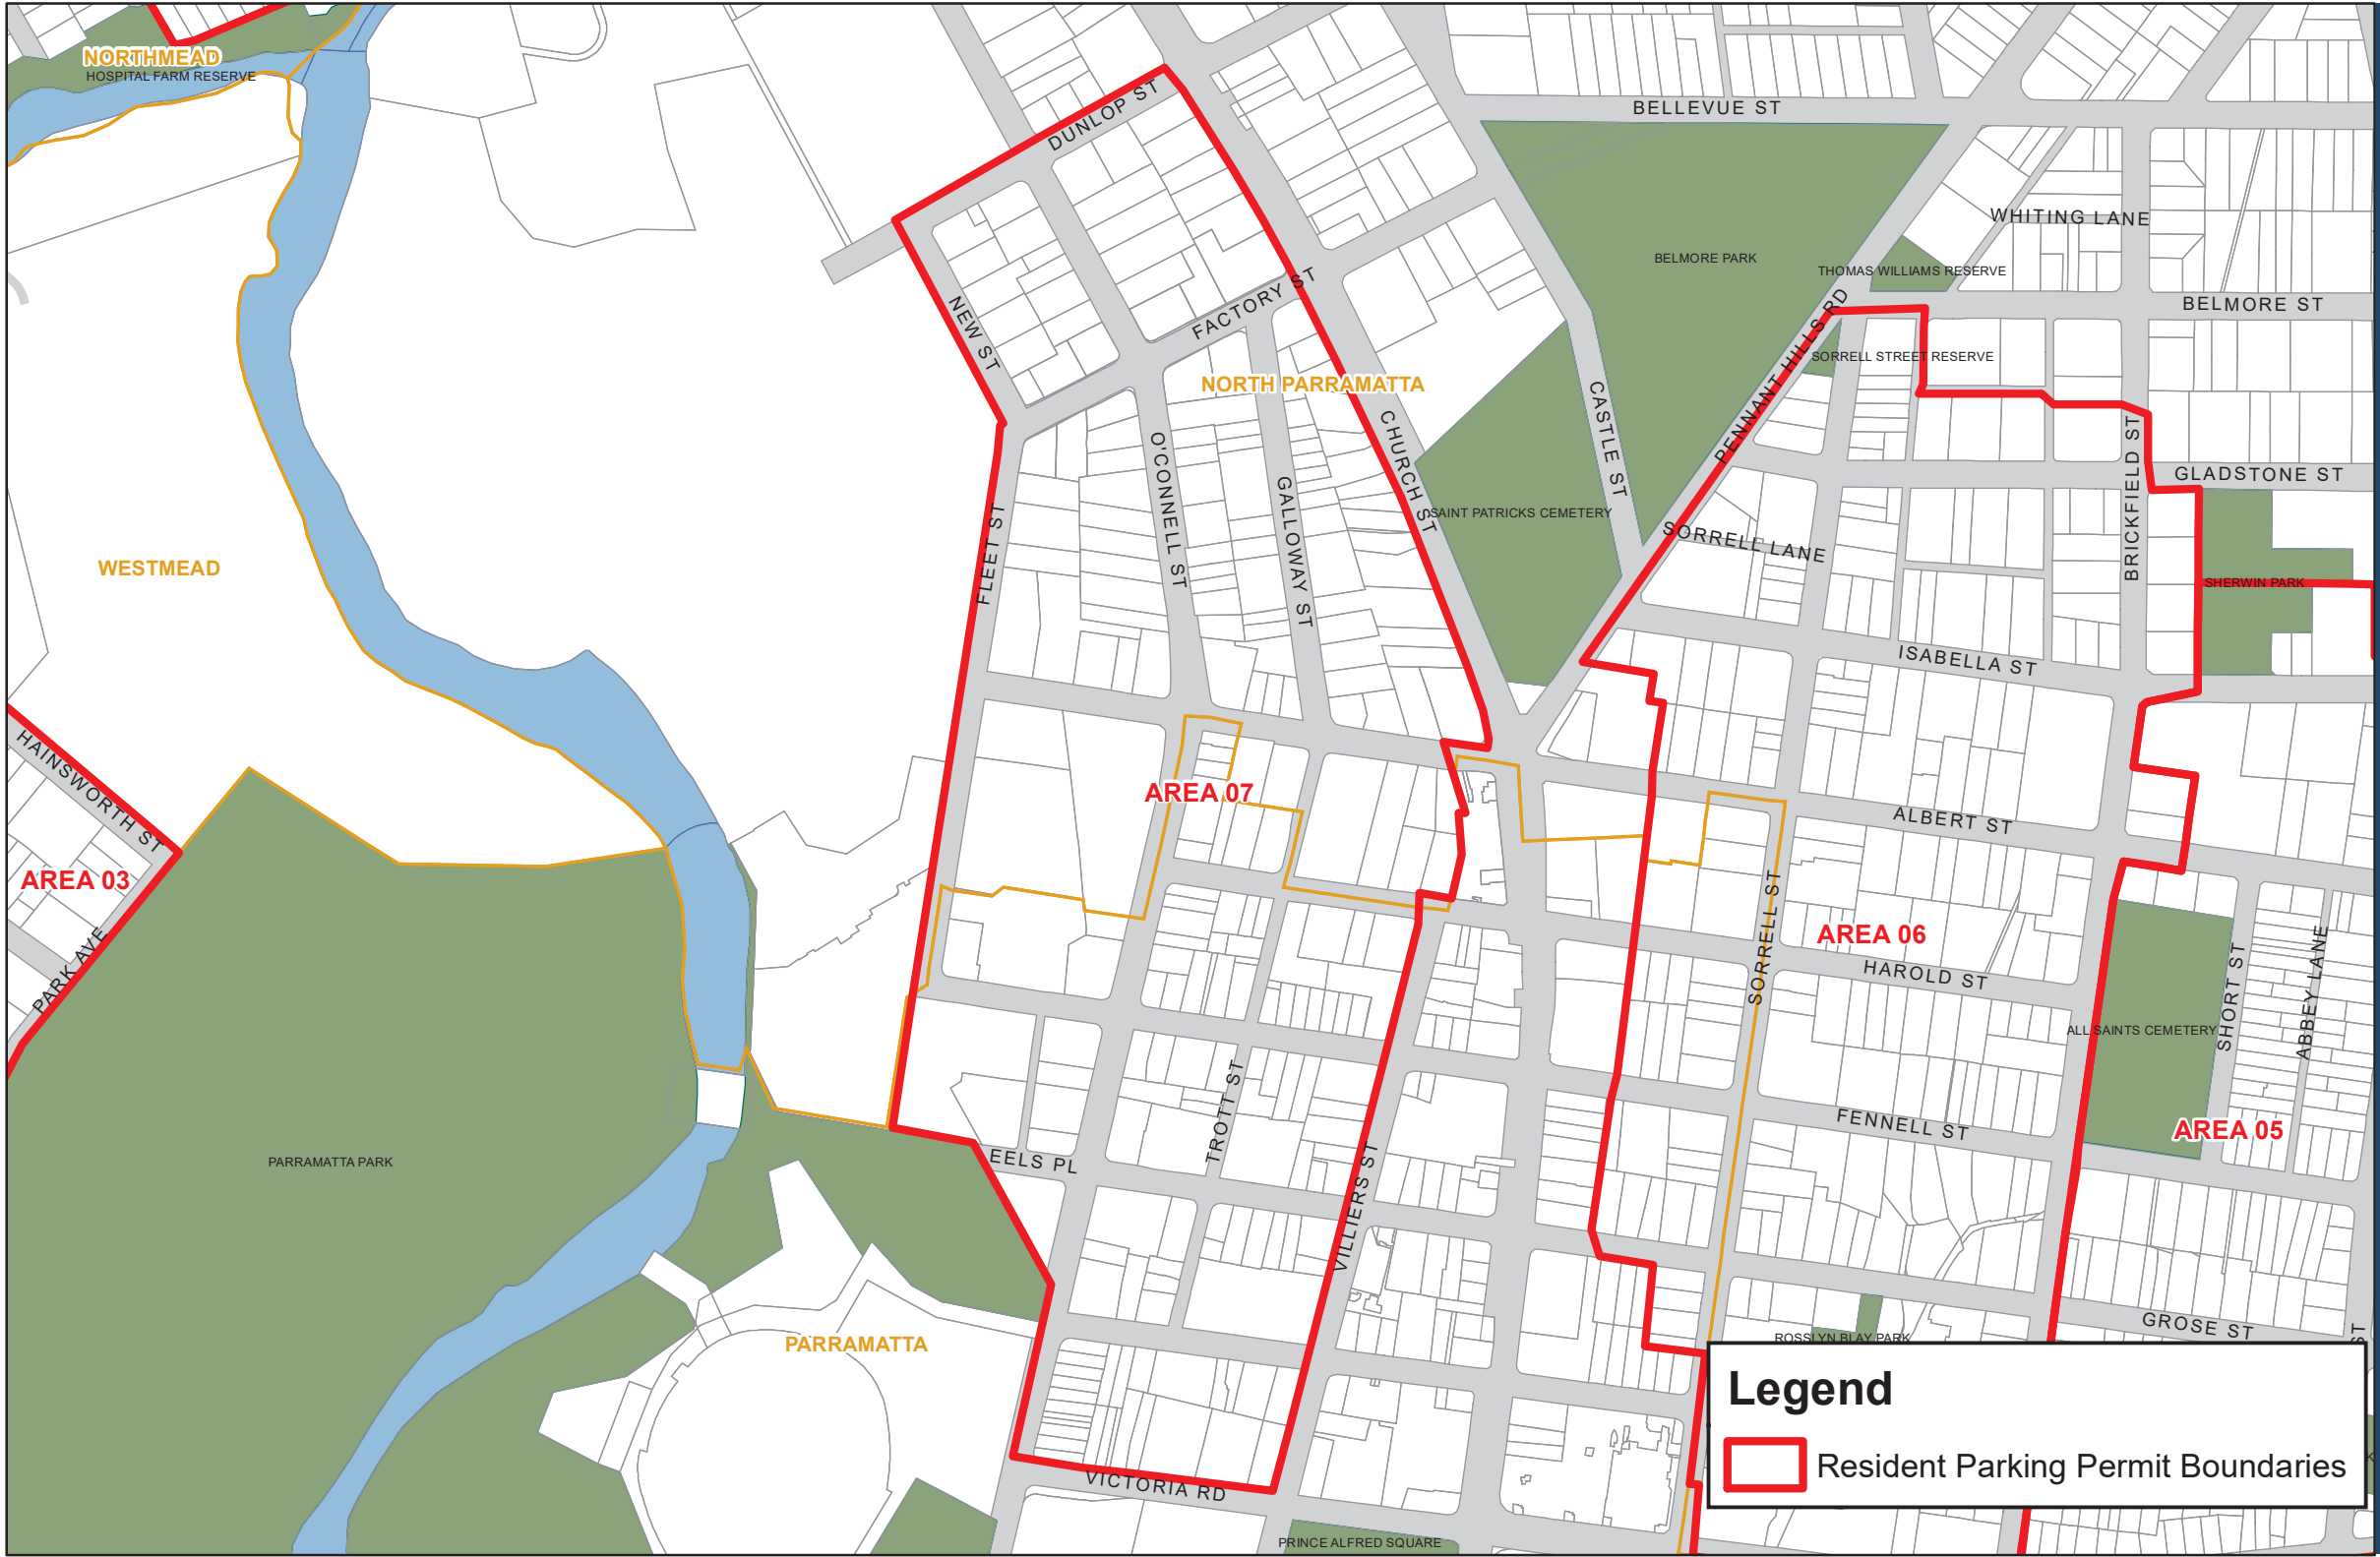 NORTHMEAD
HOSPITAL FARM RESERVE
DUNLOP ST
BELLEVUE ST
WHITING LANE
BELMORE PARK
THOMAS WILLIAMS RESERVE
BELMORE ST
FACTORY ST
NEW ST
PENNANT HILLS RD
SORRELL STREET RESERVE
NORTH PARRAMATTA
CASTLE ST
CHURCH ST
O'CONNELL ST
GALLOWAY ST
GLADSTONE ST
BRICKFIELD ST
SAINT PATRICKS CEMETERY
SORRELL LANE
FLEET ST
WESTMEAD
SHERWIN PARK
ISABELLA ST
HAINSWORTH ST
AREA 07
ALBERT ST
AREA 03
PARK AVE
AREA 06
SORRELL ST
HAROLD ST
SHORT ST
ABBEY LANE
ALL SAINTS CEMETERY
TROTT ST
FENNELL ST
AREA 05
PARRAMATTA PARK
EELS PL
VILLIERS ST
PARRAMATTA
GROSE ST
ST
ROSSLYN BLAY PARK
Legend
Resident Parking Permit Boundaries
VICTORIA RD
PRINCE ALFRED SQUARE